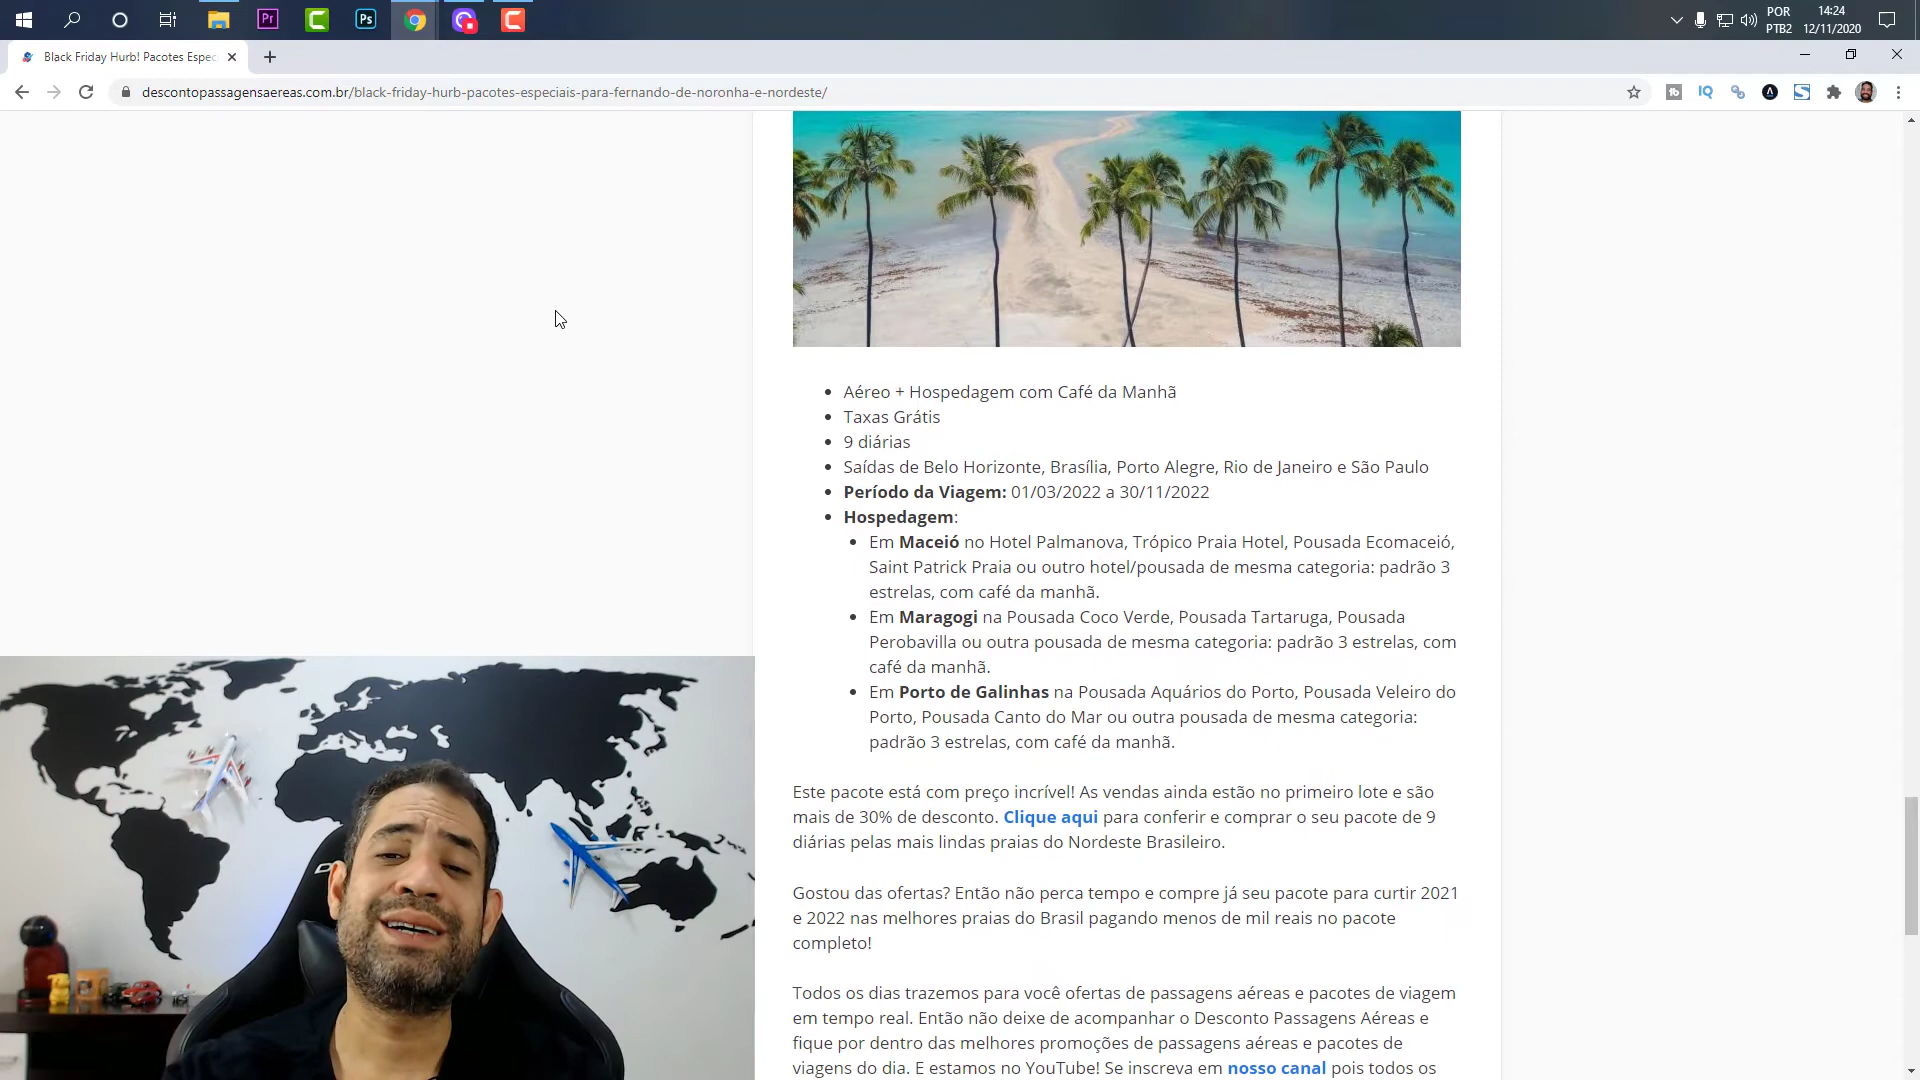 Pr
Ps
POR
PTB2
14:24
12/11/2020
Black Friday Hurb! Pacotes Espec
descontopassagensaereas.com.br/black-friday-hurb-pacotes-especiais-para-fernando-de-noronha-e-nordeste/
IQ
Aéreo + Hospedagem com Café da Manhã
Taxas Grátis
9 diárias
Saídas de Belo Horizonte, Brasília, Porto Alegre, Rio de Janeiro e São Paulo
Período da Viagem: 01/03/2022 a 30/11/2022
Hospedagem:
Em Maceió no Hotel Palmanova, Trópico Praia Hotel, Pousada Ecomaceió,
Saint Patrick Praia ou outro hotel/pousada de mesma categoria: padrão 3
estrelas, com café da manhã.
Em Maragogi na Pousada Coco Verde, Pousada Tartaruga, Pousada
Perobavilla ou outra pousada de mesma categoria: padrão 3 estrelas, com
café da manhã.
Em Porto de Galinhas na Pousada Aquários do Porto, Pousada Veleiro do
Porto, Pousada Canto do Mar ou outra pousada de mesma categoria:
padrão 3 estrelas, com café da manhã.
Este pacote está com preço incrível! As vendas ainda estão no primeiro lote e são
mais de 30% de desconto. Clique aqui para conferir e comprar o seu pacote de 9
diárias pelas mais lindas praias do Nordeste Brasileiro.
Gostou das ofertas? Então não perca tempo e compre já seu pacote para curtir 2021
e 2022 nas melhores praias do Brasil pagando menos de mil reais no pacote
completo!
Todos os dias trazemos para você ofertas de passagens aéreas e pacotes de viagem
em tempo real. Então não deixe de acompanhar o Desconto Passagens Aéreas e
fique por dentro das melhores promoções de passagens aéreas e pacotes de
viagens do dia. E estamos no YouTube! Se inscreva em nosso canal pois todos os